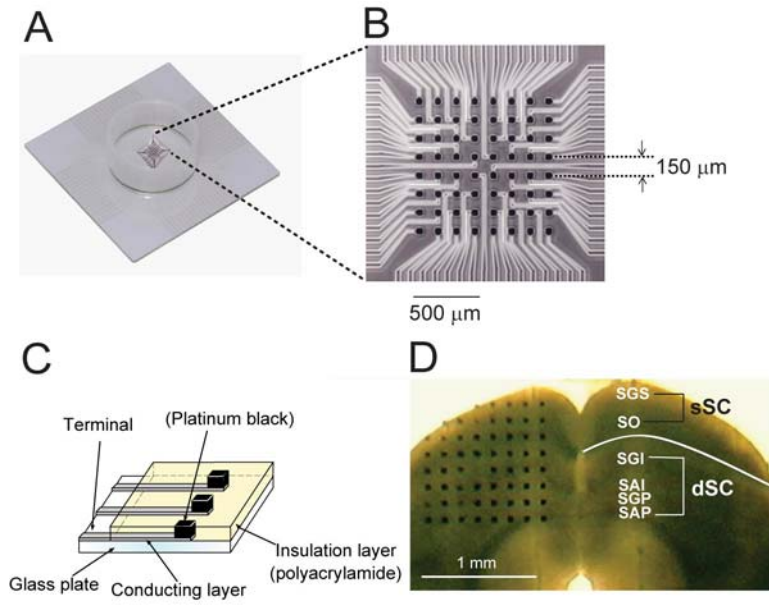 A
B
150 μm
500 μm
C
(Platinum black)
Terminal
Insulation layer
(polyacrylamide)
Glass plate
Conducting layer
D
SGS
sSC
SO
SGI
SAI
dSC
SGP
SAP
1 mm